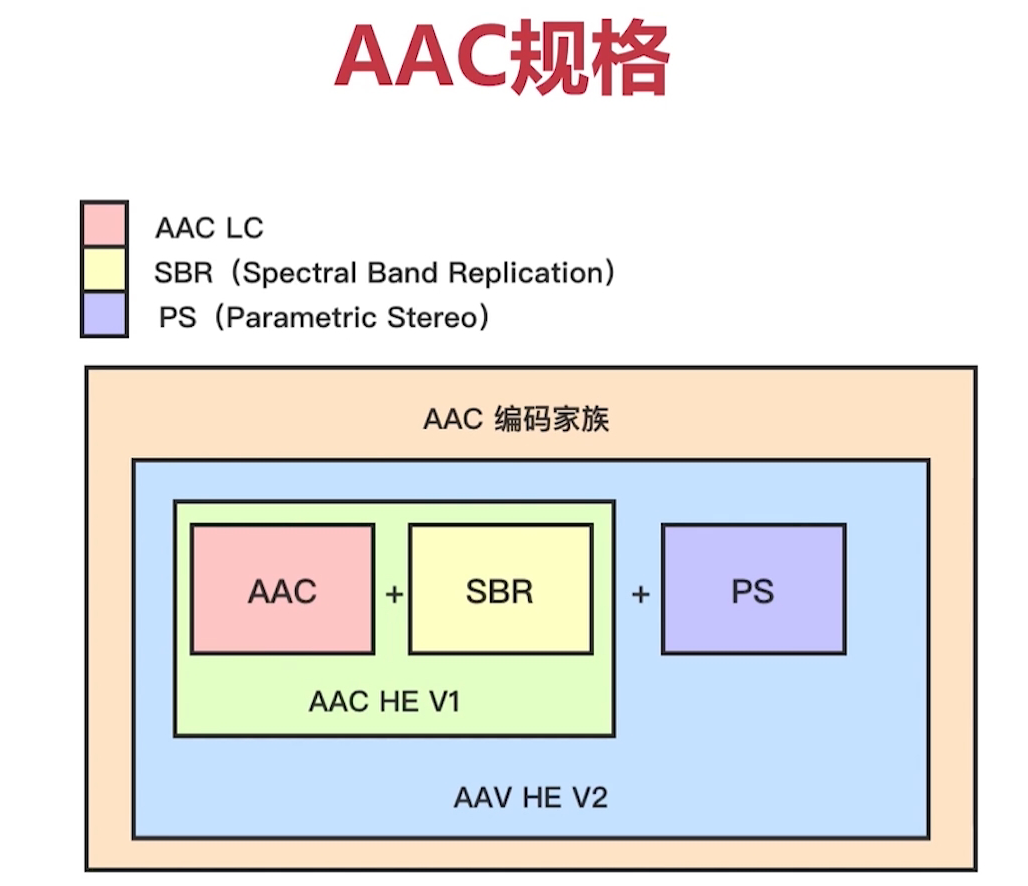 AAC规格
AAC LC
SBR（Spectral Band Replication）
PS（Parametric Stereo）
AAC 编码家族
AAC + SBR + PS
AAC HE V1
AAV HE V2